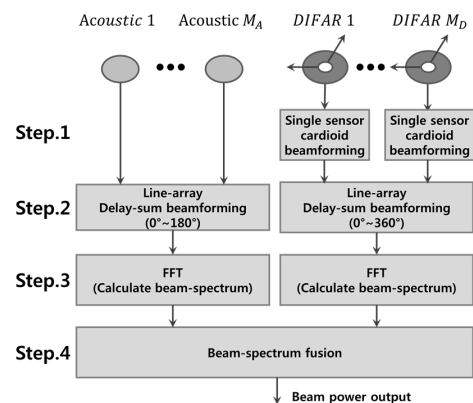 Acoustic 1
Acoustic M_A
DIFAR 1
DIFAR M_D
Step.1
Single sensor
cardioid
beamforming
Single sensor
cardioid
beamforming
Step.2
Line-array
Delay-sum beamforming
(0°~180°)
Line-array
Delay-sum beamforming
(0°~360°)
Step.3
FFT
(Calculate beam-spectrum)
FFT
(Calculate beam-spectrum)
Step.4
Beam-spectrum fusion
Beam power output